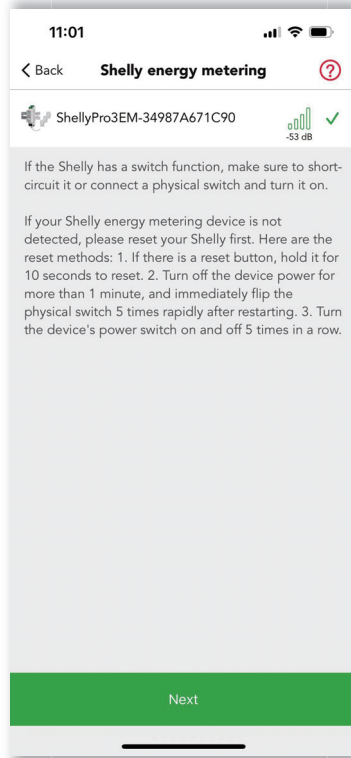 11:01
Back Shelly energy metering ?
ShellyPro3EM-34987A671C90
-53 dB
If the Shelly has a switch function, make sure to short-
circuit it or connect a physical switch and turn it on.
If your Shelly energy metering device is not
detected, please reset your Shelly first. Here are the
reset methods: 1. If there is a reset button, hold it for
10 seconds to reset. 2. Turn off the device power for
more than 1 minute, and immediately flip the
physical switch 5 times rapidly after restarting. 3. Turn
the device's power switch on and off 5 times in a row.
Next